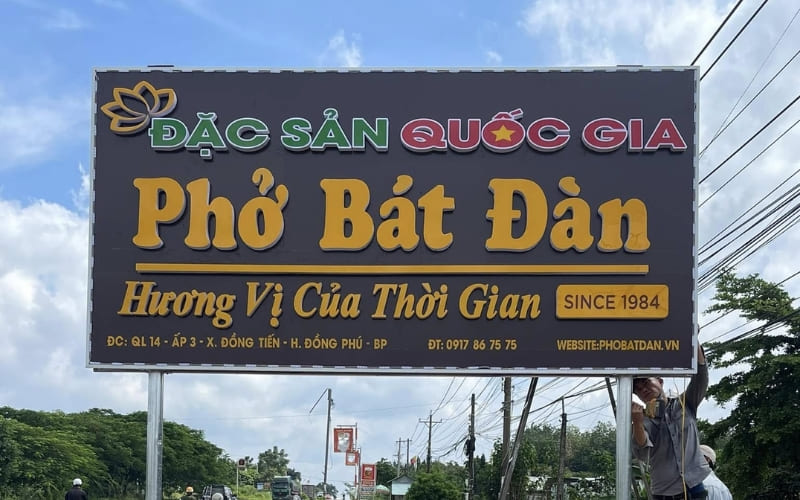 ĐẶC SẢN QUỐC GIA
Phở Bát Đàn
Hương Vị Của Thời Gian SINCE 1984
ĐC: QL 14 - ẤP 3 - X. ĐỒNG TIẾN - H. ĐỒNG PHÚ - BP ĐT: 0917 86 75 75 WEBSITE:PHOBATDAN.VN